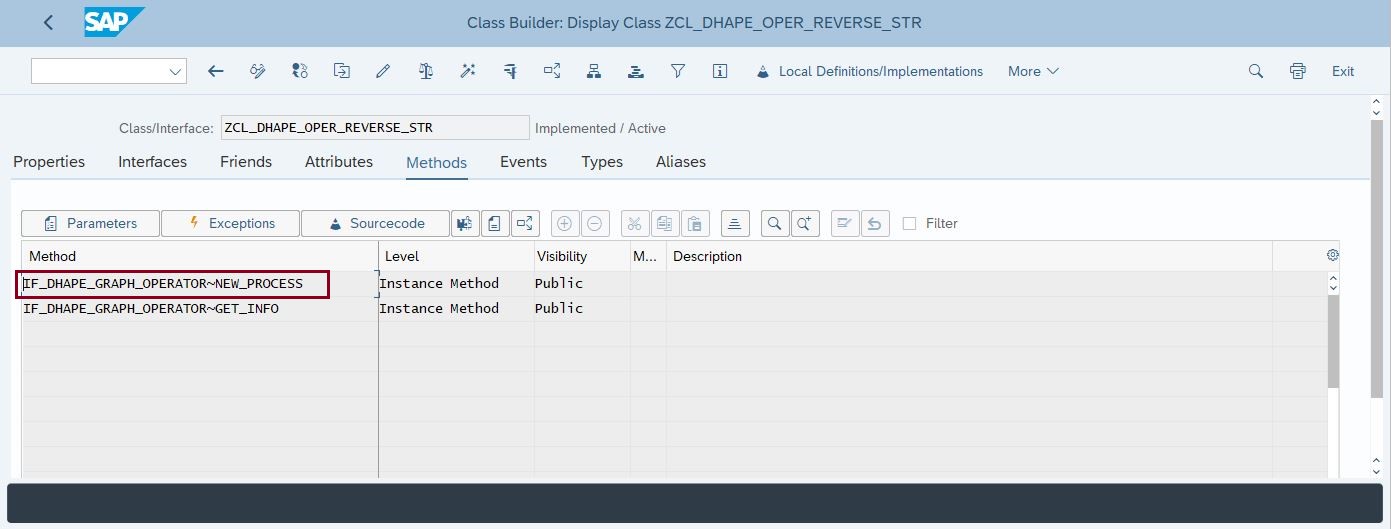 SAP
Class Builder: Display Class ZCL_DHAPE_OPER_REVERSE_STR
Local Definitions/Implementations More Exit
Class/Interface: ZCL_DHAPE_OPER_REVERSE_STR Implemented / Active
Properties Interfaces Friends Attributes Methods Events Types Aliases
Parameters Exceptions Sourcecode Filter
Method Level Visibility M... Description
IF_DHAPE_GRAPH_OPERATOR~NEW_PROCESS Instance Method Public
IF_DHAPE_GRAPH_OPERATOR~GET_INFO Instance Method Public